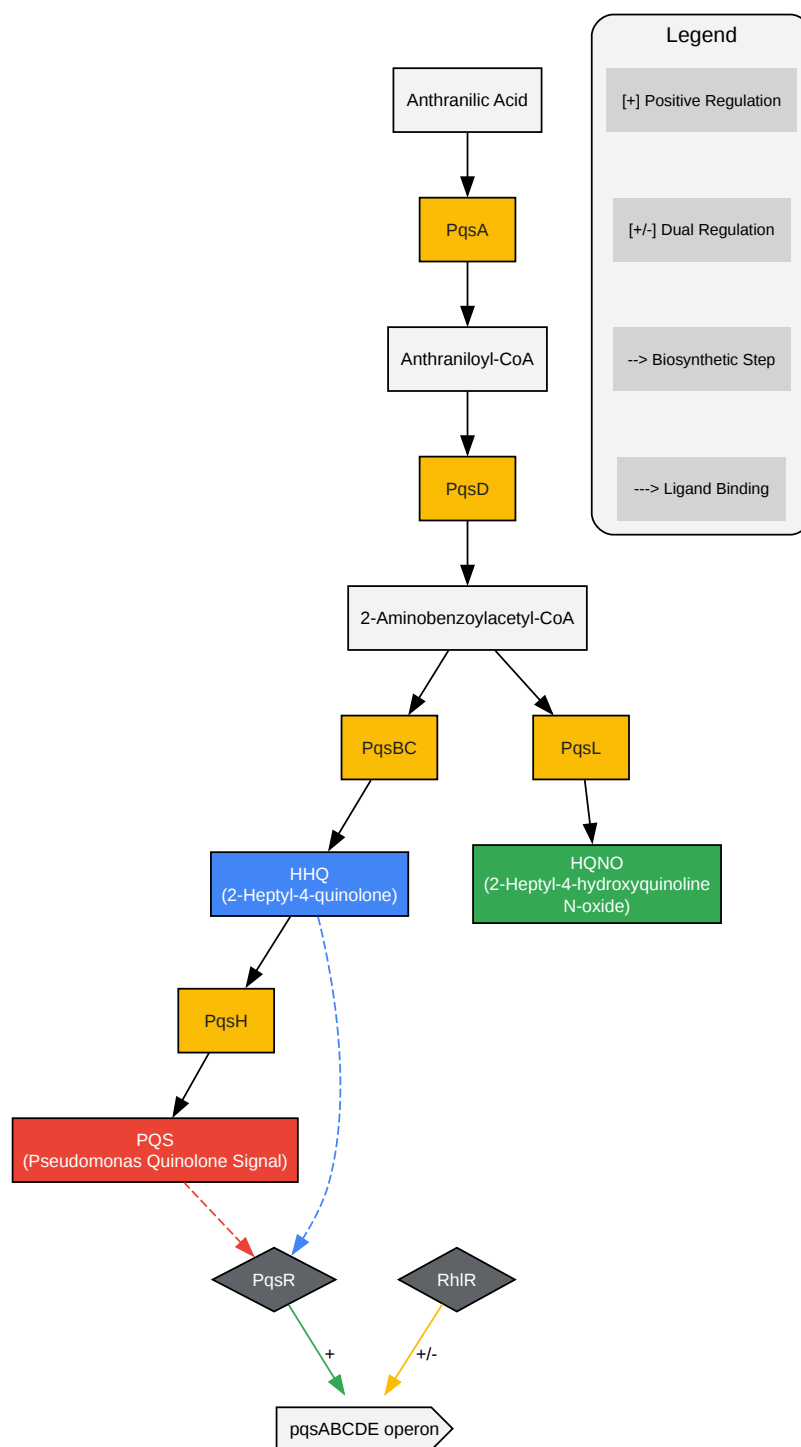 Legend
Anthranilic Acid
[+] Positive Regulation
PqsA
[+/-] Dual Regulation
Anthraniloyl-CoA
--> Biosynthetic Step
PqsD
---> Ligand Binding
2-Aminobenzoylacetyl-CoA
PqsBC
PqsL
HHQ
(2-Heptyl-4-quinolone)
HQNO
(2-Heptyl-4-hydroxyquinoline
N-oxide)
PqsH
PQS
(Pseudomonas Quinolone Signal)
PqsR
RhlR
+
+/-
pqsABCDE operon